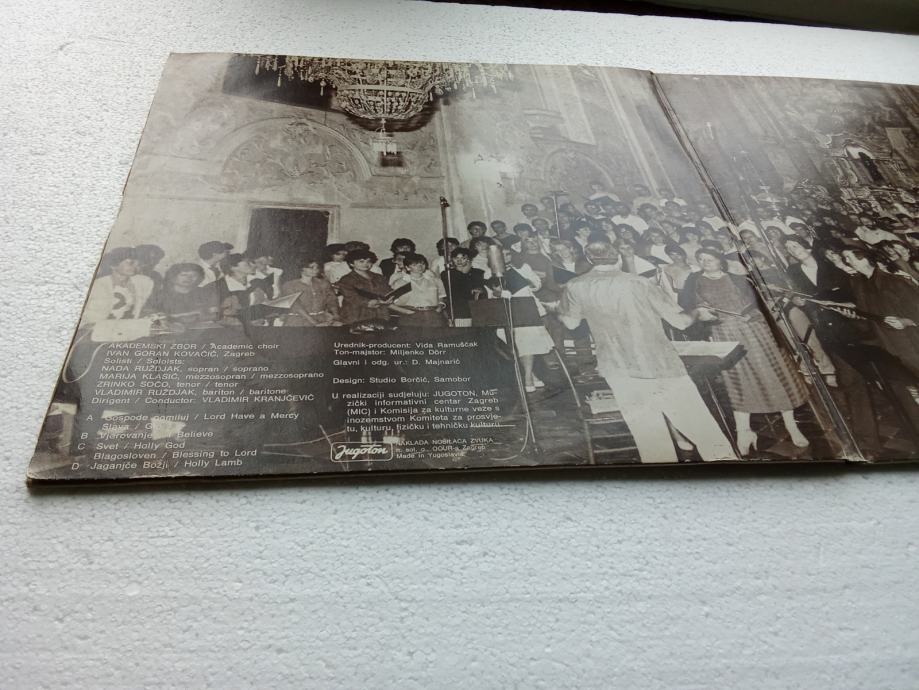 AKADEMSKI ZBOR / Academic choir
IVAN GORAN KOVAČIĆ, Zagreb
Solisti / Soloists:
NADA RUŽDJAK, sopran / soprano
MARIJA KLASIĆ, mezzosopran / mezzosoprano
ZRINKO SOČO, tenor / tenor
VLADIMIR RUŽDJAK, bariton / baritone
Dirigent / Conductor: VLADIMIR KRANJČEVIĆ
A Gospode pomiluj / Lord Have a Mercy
Slava /
B Vjerovanje / Believe
C Svet / Holly God
Blagosloven / Blessing to Lord
D Jaganjče Božji / Holly Lamb
Urednik-producent: Vida Ramušćak
Ton-majstor: Miljenko Dörr
Glavni i odg. ur.: D. Majnarić
Design: Studio Borčić, Samobor
U realizaciji sudjeluju: JUGOTON, Mu-
zički informativni centar Zagreb
(MIC) i Komisija za kulturne veze s
inozemstvom Komiteta za prosvje-
tu, kulturu, fizičku i tehničku kulturu
Jugoton
NAKLADA NOSILACA ZVUKA
n. sol. o., OOUR-a Zagreb
Made in Yugoslavia